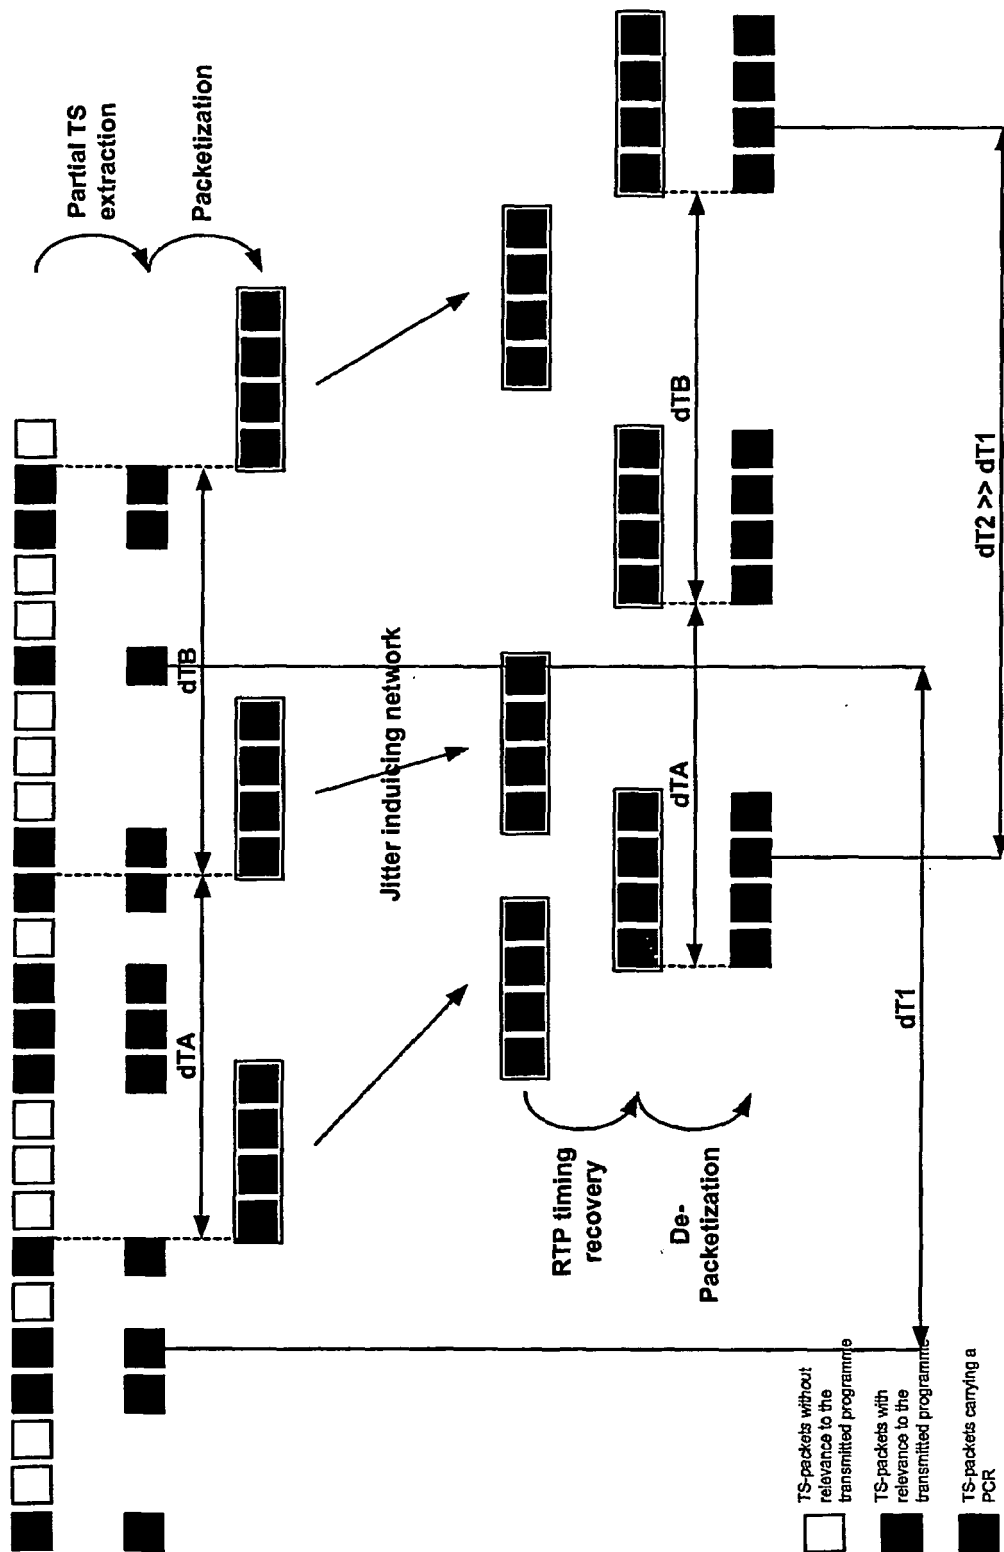 Partial TS
extraction
Packetization
dTA
dTB
Jitter induicing network
RTP timing
recovery
De-
Packetization
dTA
dTB
dT1
dT2 >> dT1
TS-packets without
relevance to the
transmitted programme
TS-packets with
relevance to the
transmitted programme
TS-packets carrying a
PCR